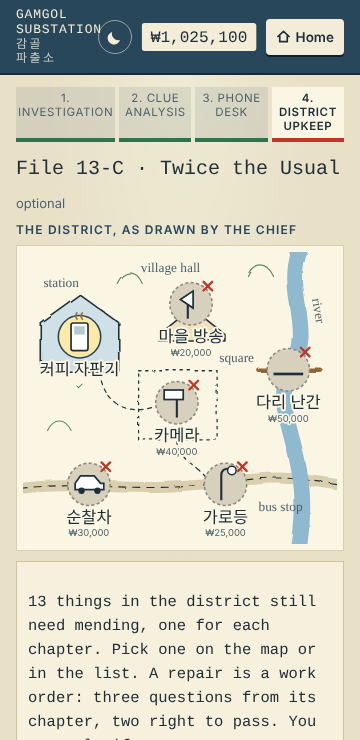 GAMGOL
SUBSTATION
감골
파출소
₩1,025,100
Home
1.
INVESTIGATION
2. CLUE
ANALYSIS
3. PHONE
DESK
4.
DISTRICT
UPKEEP
File 13-C · Twice the Usual
optional
THE DISTRICT, AS DRAWN BY THE CHIEF
village hall
station
river
마을 방송
₩20,000
square
커피 자판기
다리 난간
₩50,000
카메라
₩40,000
bus stop
순찰차
₩30,000
가로등
₩25,000
13 things in the district still
need mending, one for each
chapter. Pick one on the map or
in the list. A repair is a work
order: three questions from its
chapter, two right to pass. You